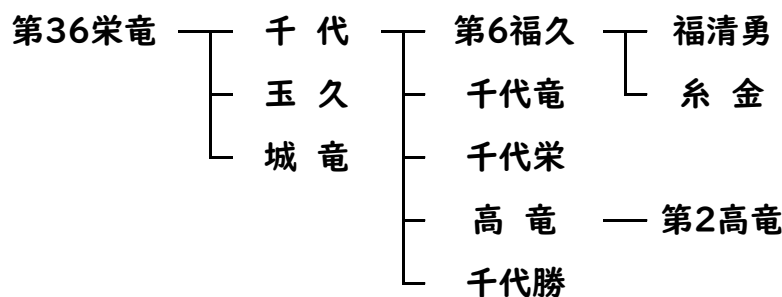 第36栄竜 千代 第6福久 福清勇
玉久 千代竜 糸金
城竜 千代栄
高竜 第2高竜
千代勝